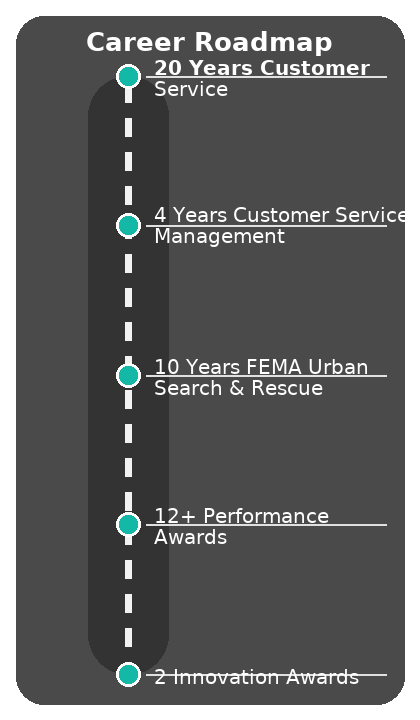 Career Roadmap
20 Years Customer
Service
4 Years Customer Service
Management
10 Years FEMA Urban
Search & Rescue
12+ Performance
Awards
2 Innovation Awards